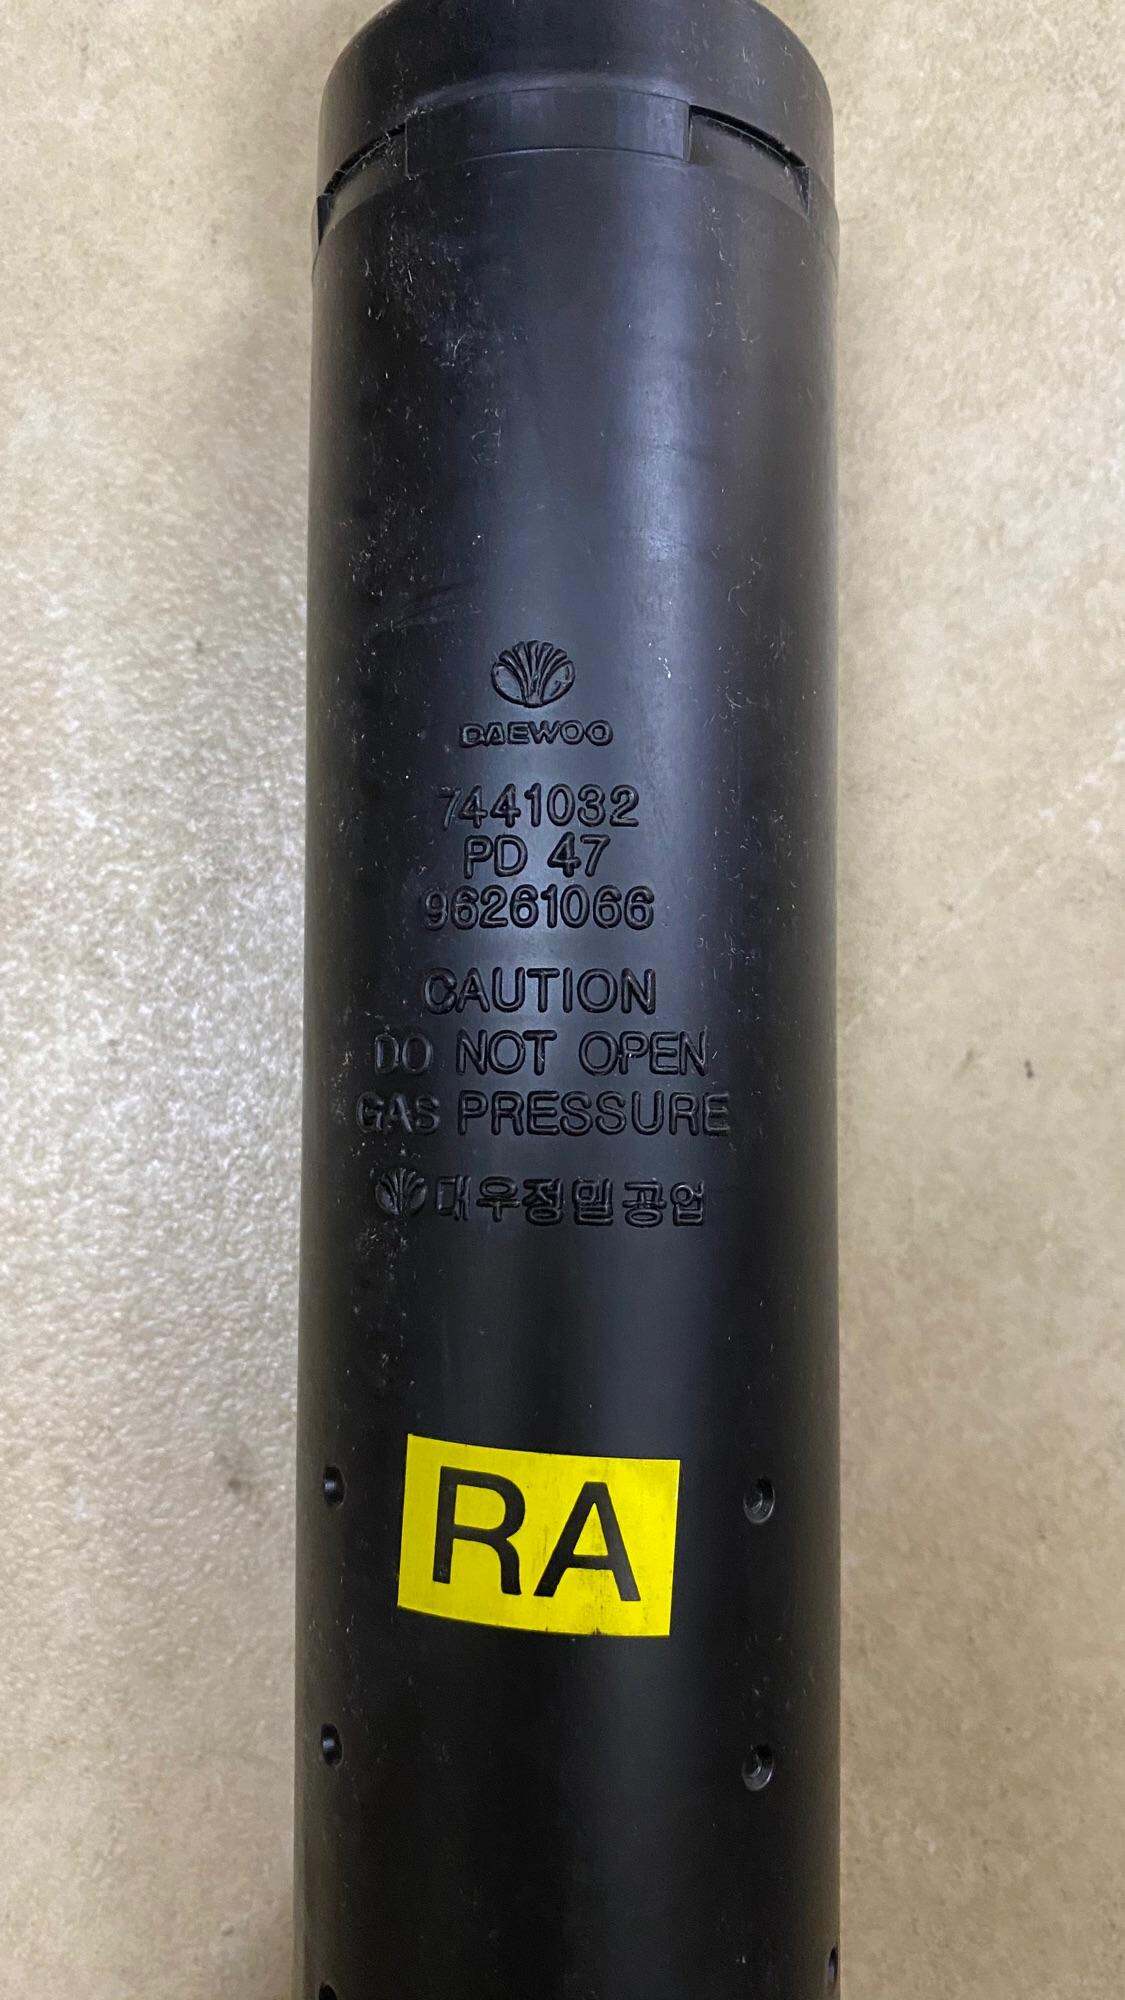 DAEWOO
7441032
PD 47
96261066
CAUTION
DO NOT OPEN
GAS PRESSURE
대우정밀공업
RA